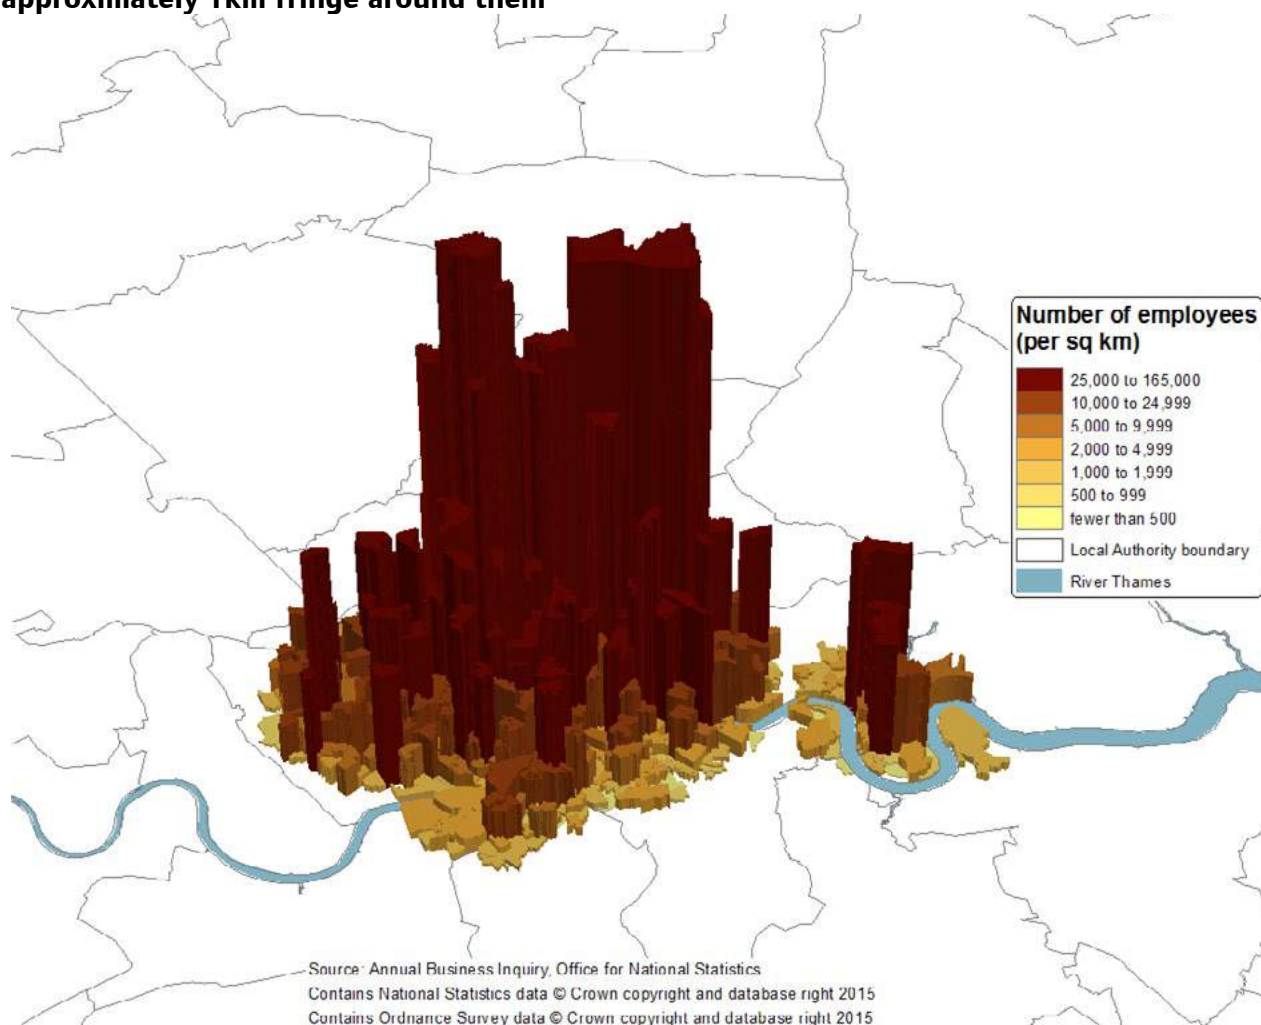 approximately 1km fringe around them
Number of employees
(per sq km)
25,000 to 165,000
10,000 to 24,999
5,000 to 9,999
2,000 to 4,999
1,000 to 1,999
500 to 999
fewer than 500
Local Authority boundary
River Thames
Source: Annual Business Inquiry, Office for National Statistics
Contains National Statistics data © Crown copyright and database right 2015
Contains Ordnance Survey data © Crown copyright and database right 2015